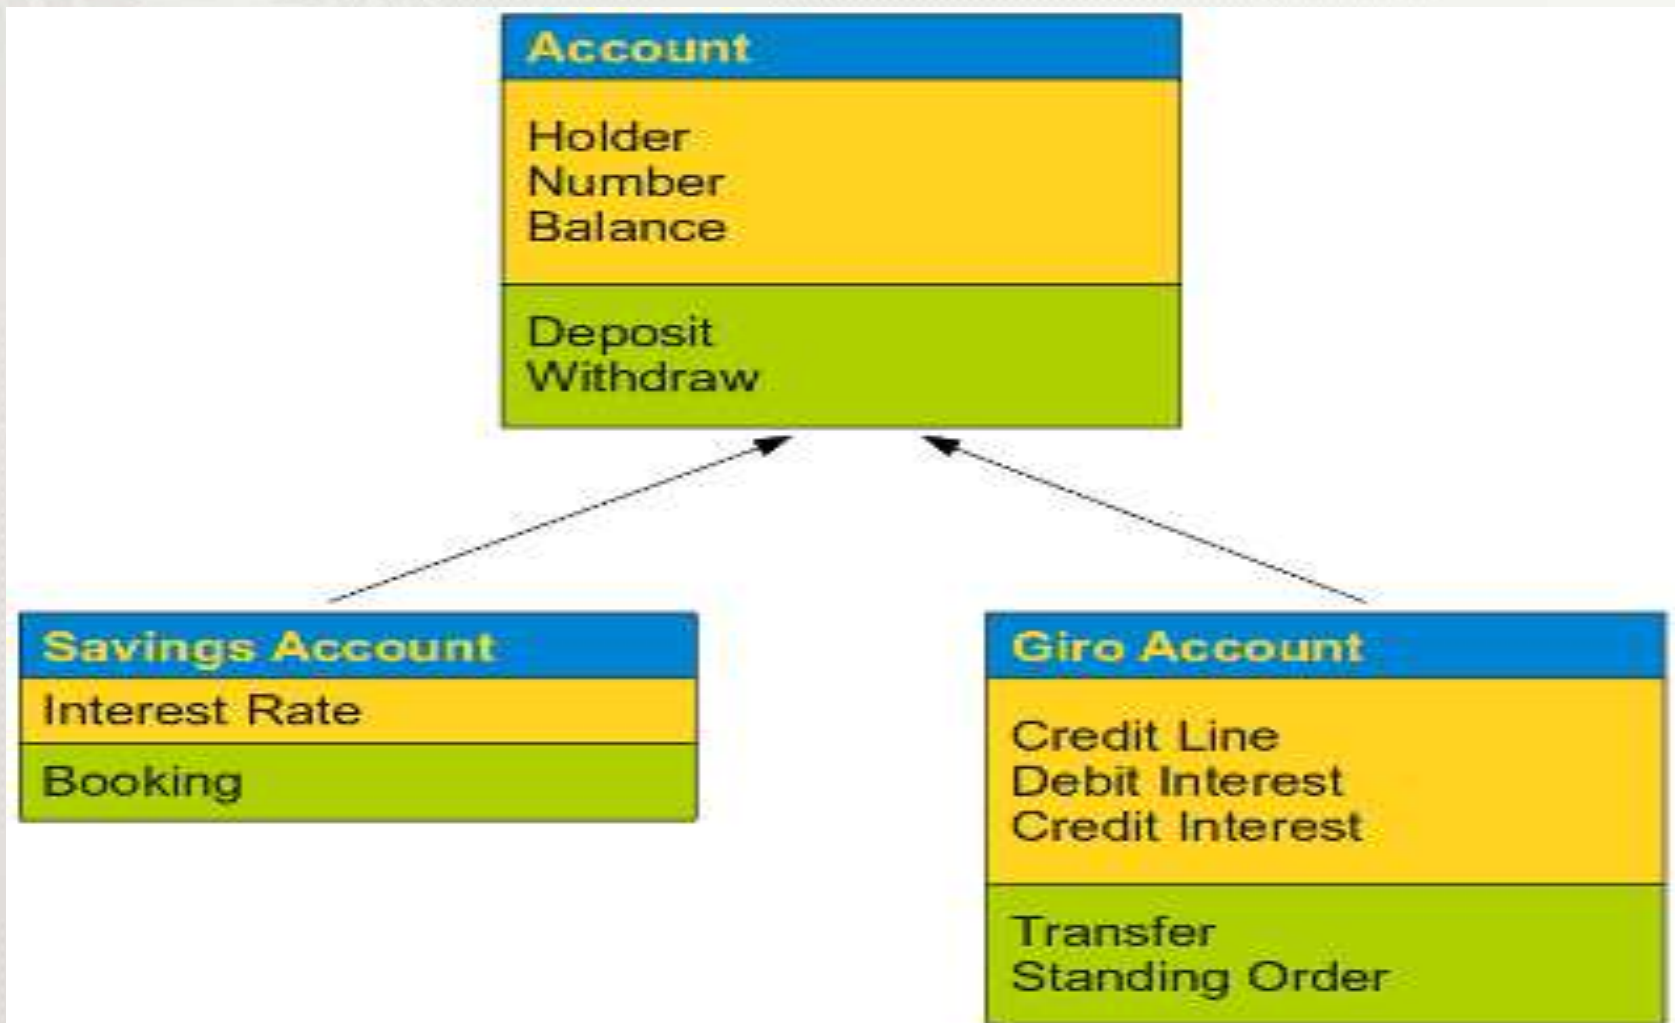 Account
Holder
Number
Balance
Deposit
Withdraw
Savings Account
Interest Rate
Booking
Giro Account
Credit Line
Debit Interest
Credit Interest
Transfer
Standing Order